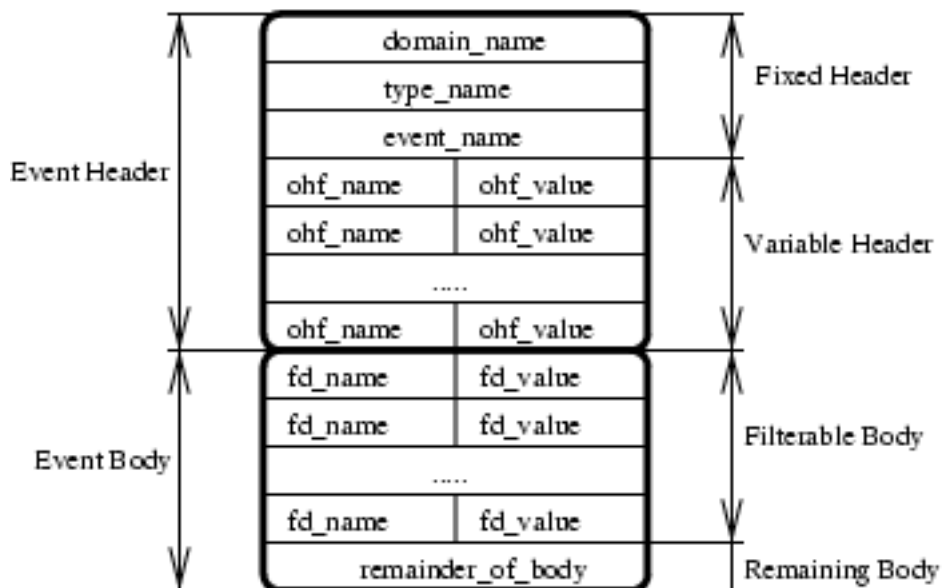 domain_name
Fixed Header
type_name
event_name
Event Header
ohf_name ohf_value
ohf_name ohf_value
Variable Header
.....
ohf_name ohf_value
fd_name fd_value
fd_name fd_value
Filterable Body
Event Body
.....
fd_name fd_value
remainder_of_body
Remaining Body